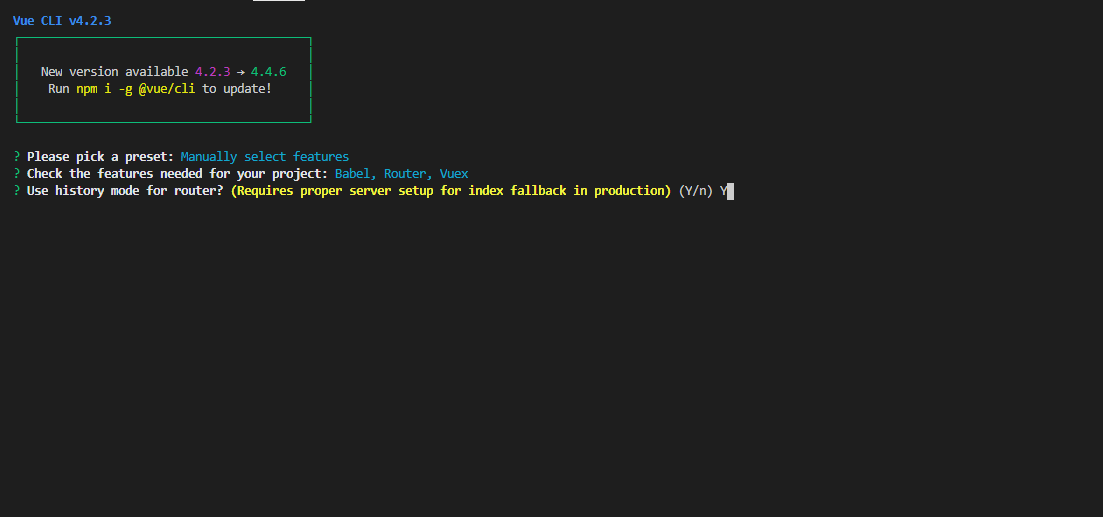 Vue CLI v4.2.3
New version available 4.2.3 → 4.4.6
Run npm i -g @vue/cli to update!
? Please pick a preset: Manually select features
? Check the features needed for your project: Babel, Router, Vuex
? Use history mode for router? (Requires proper server setup for index fallback in production) (Y/n) Y